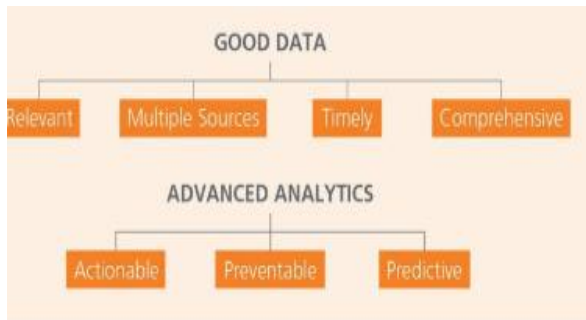 GOOD DATA
Relevant Multiple Sources Timely Comprehensive
ADVANCED ANALYTICS
Actionable Preventable Predictive